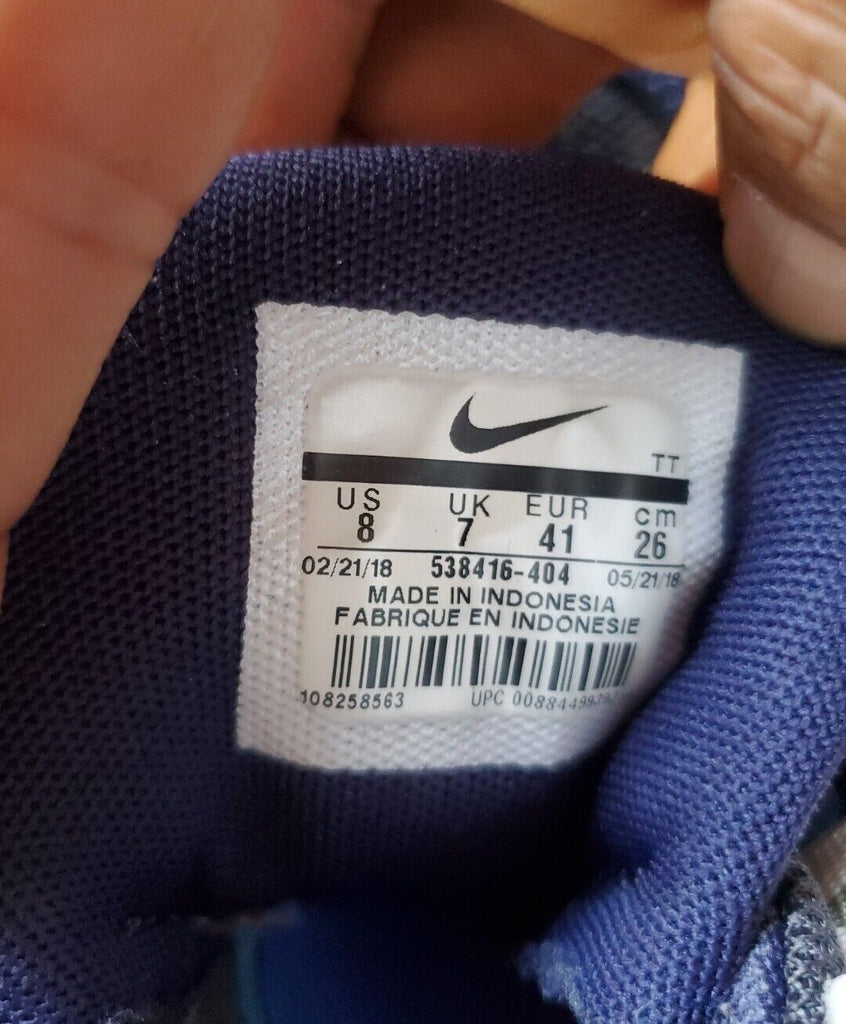 TT
US UK EUR cm
8 7 41 26
02/21/18 538416-404 05/21/18
MADE IN INDONESIA
FABRIQUE EN INDONESIE
108258563 UPC